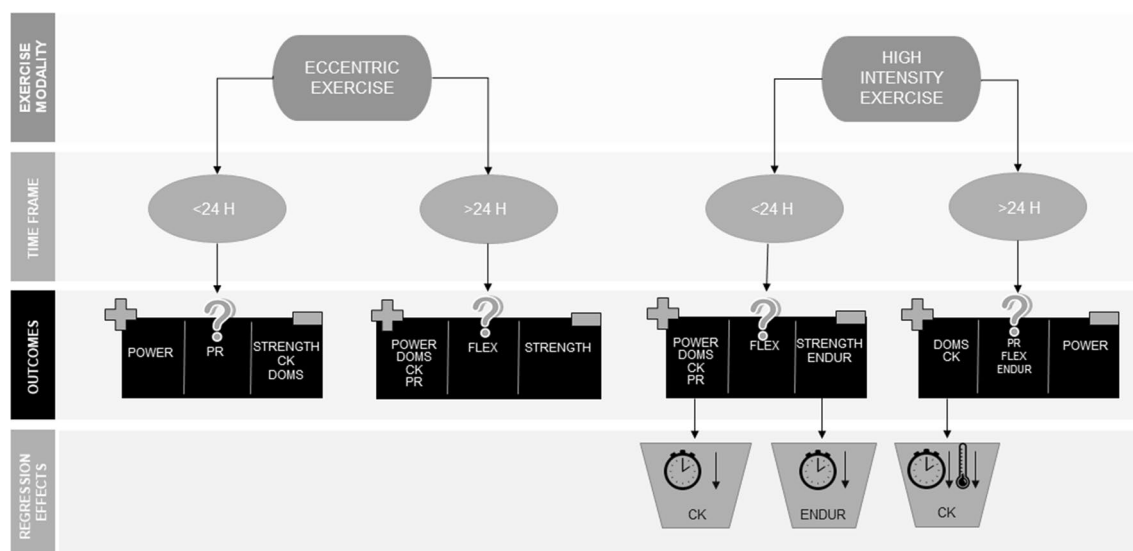 EXERCISE
MODALITY
ECCENTRIC
EXERCISE
HIGH
INTENSITY
EXERCISE
TIME FRAME
<24 H
>24 H
<24 H
>24 H
OUTCOMES
POWER
?
PR
STRENGTH
CK
DOMS
POWER
DOMS
CK
PR
?
FLEX
STRENGTH
POWER
DOMS
CK
PR
?
FLEX
STRENGTH
ENDUR
DOMS
CK
?
PR
FLEX
ENDUR
POWER
REGRESSION
EFFECTS
CK
ENDUR
CK